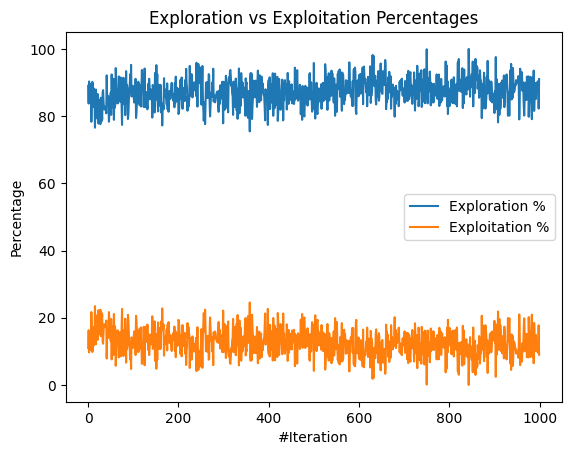 Exploration vs Exploitation Percentages
100
80
60
40
20
0
Percentage
Exploration %
Exploitation %
0 200 400 600 800 1000
#Iteration